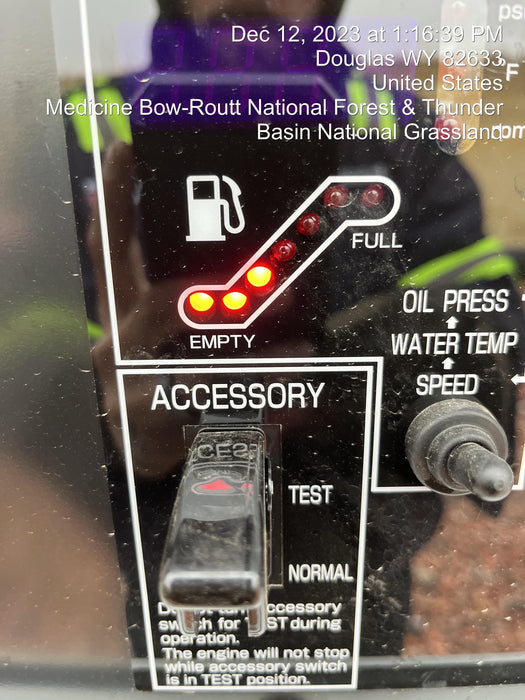 Dec 12, 2023 at 1:16:39 PM
Douglas WY 82633
United States
Medicine Bow-Routt National Forest & Thunder
Basin National Grassland
ps
°F
FULL
EMPTY
OIL PRESS
WATER TEMP
SPEED
ACCESSORY
TEST
NORMAL
accessory
switch for TEST during
operation.
The engine will not stop
while accessory switch
is in TEST position.